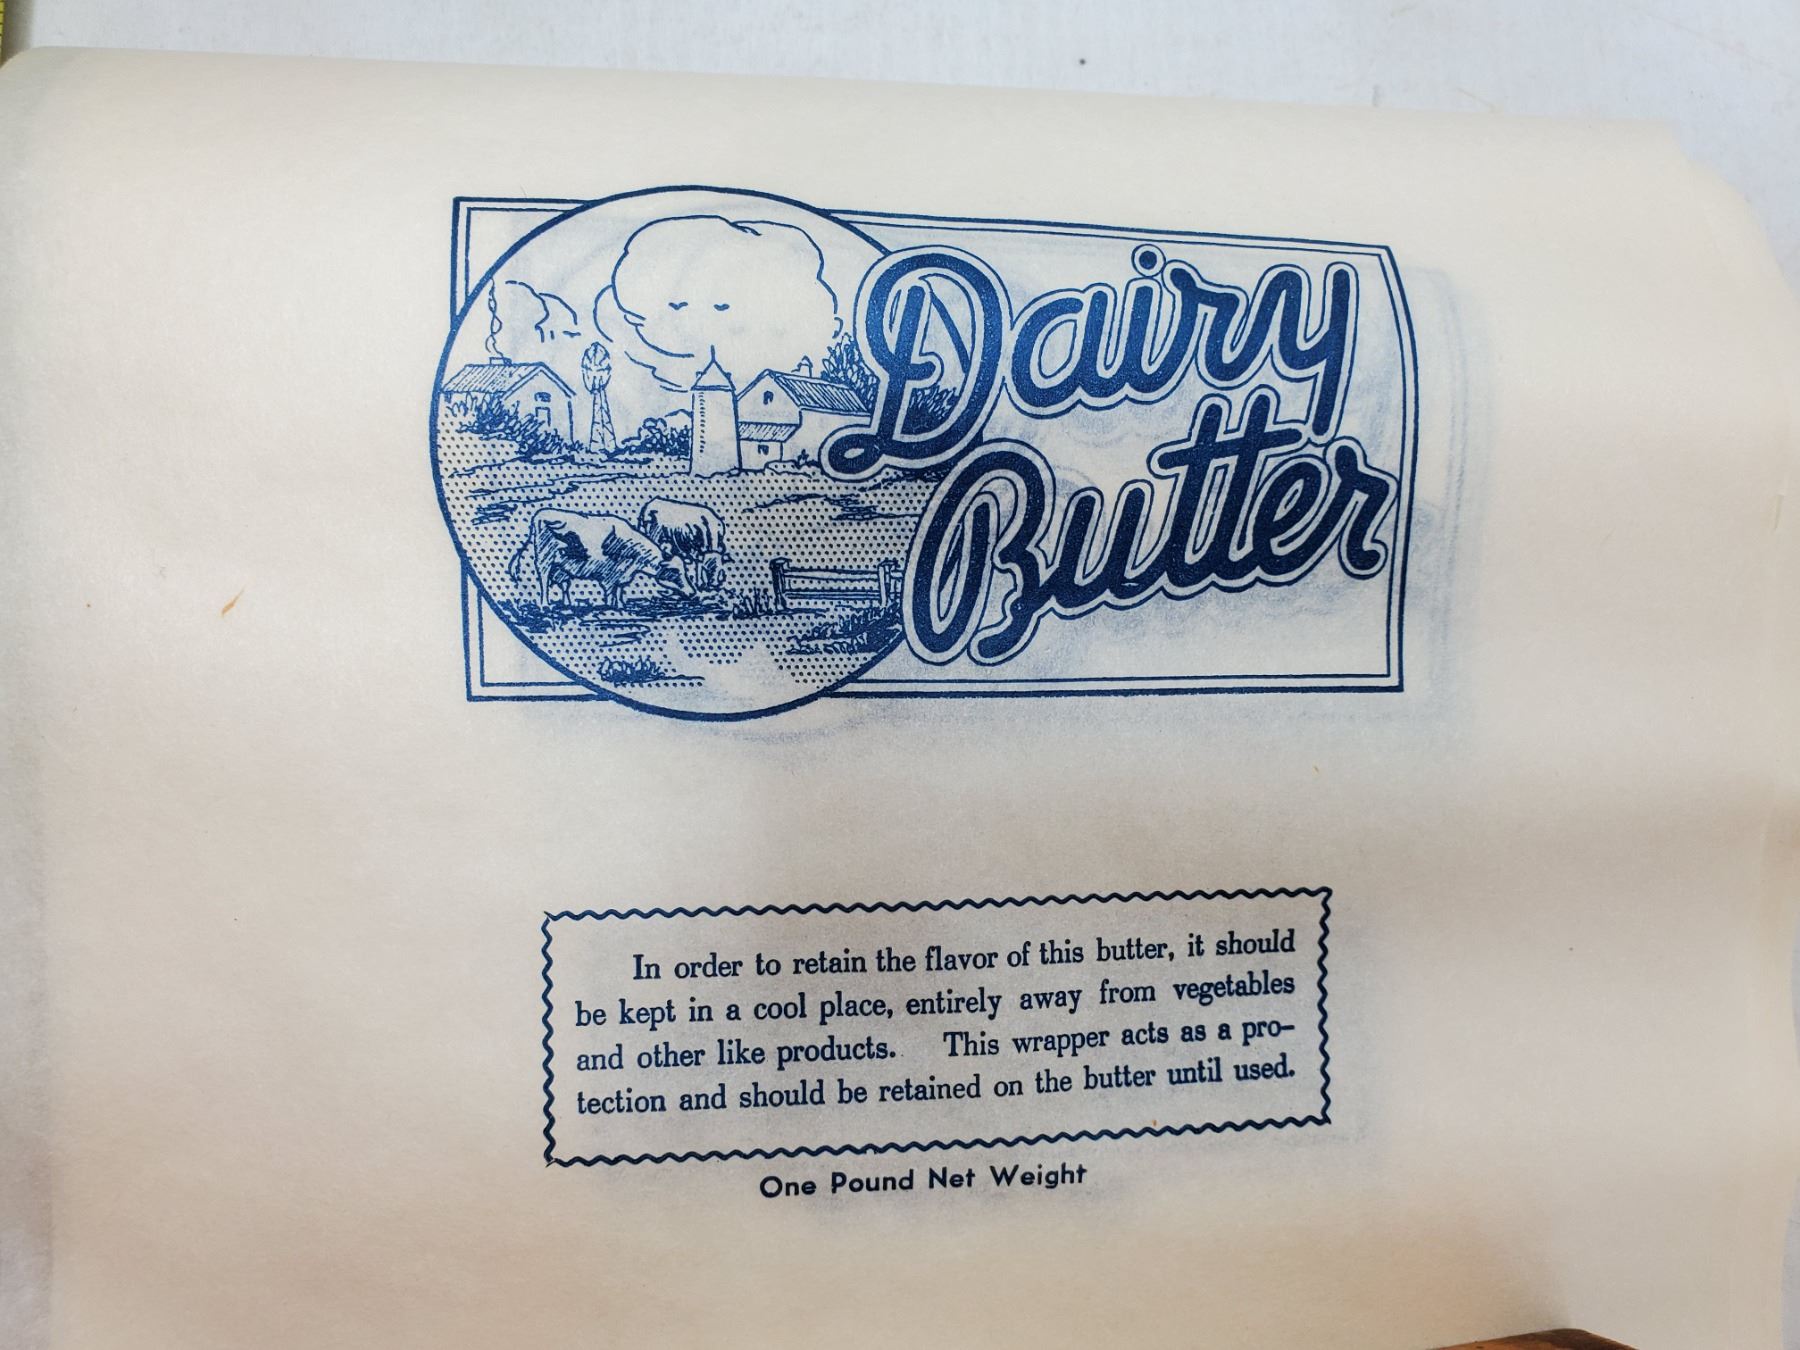 Dairy
Butter
In order to retain the flavor of this butter, it should
be kept in a cool place, entirely away from vegetables
and other like products. This wrapper acts as a pro-
tection and should be retained on the butter until used.
One Pound Net Weight